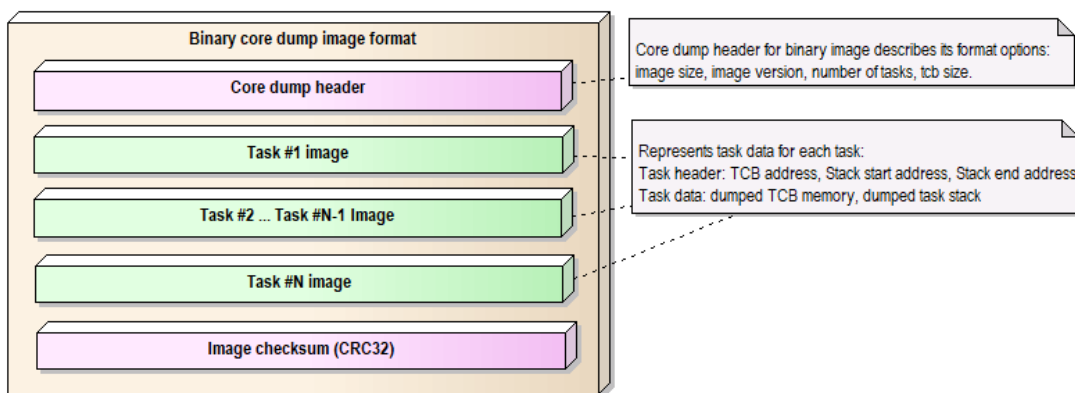 Binary core dump image format
Core dump header
Task #1 image
Task #2 ... Task #N-1 Image
Task #N image
Image checksum (CRC32)
Core dump header for binary image describes its format options:
image size, image version, number of tasks, tcb size.
Represents task data for each task:
Task header: TCB address, Stack start address, Stack end address
Task data: dumped TCB memory, dumped task stack